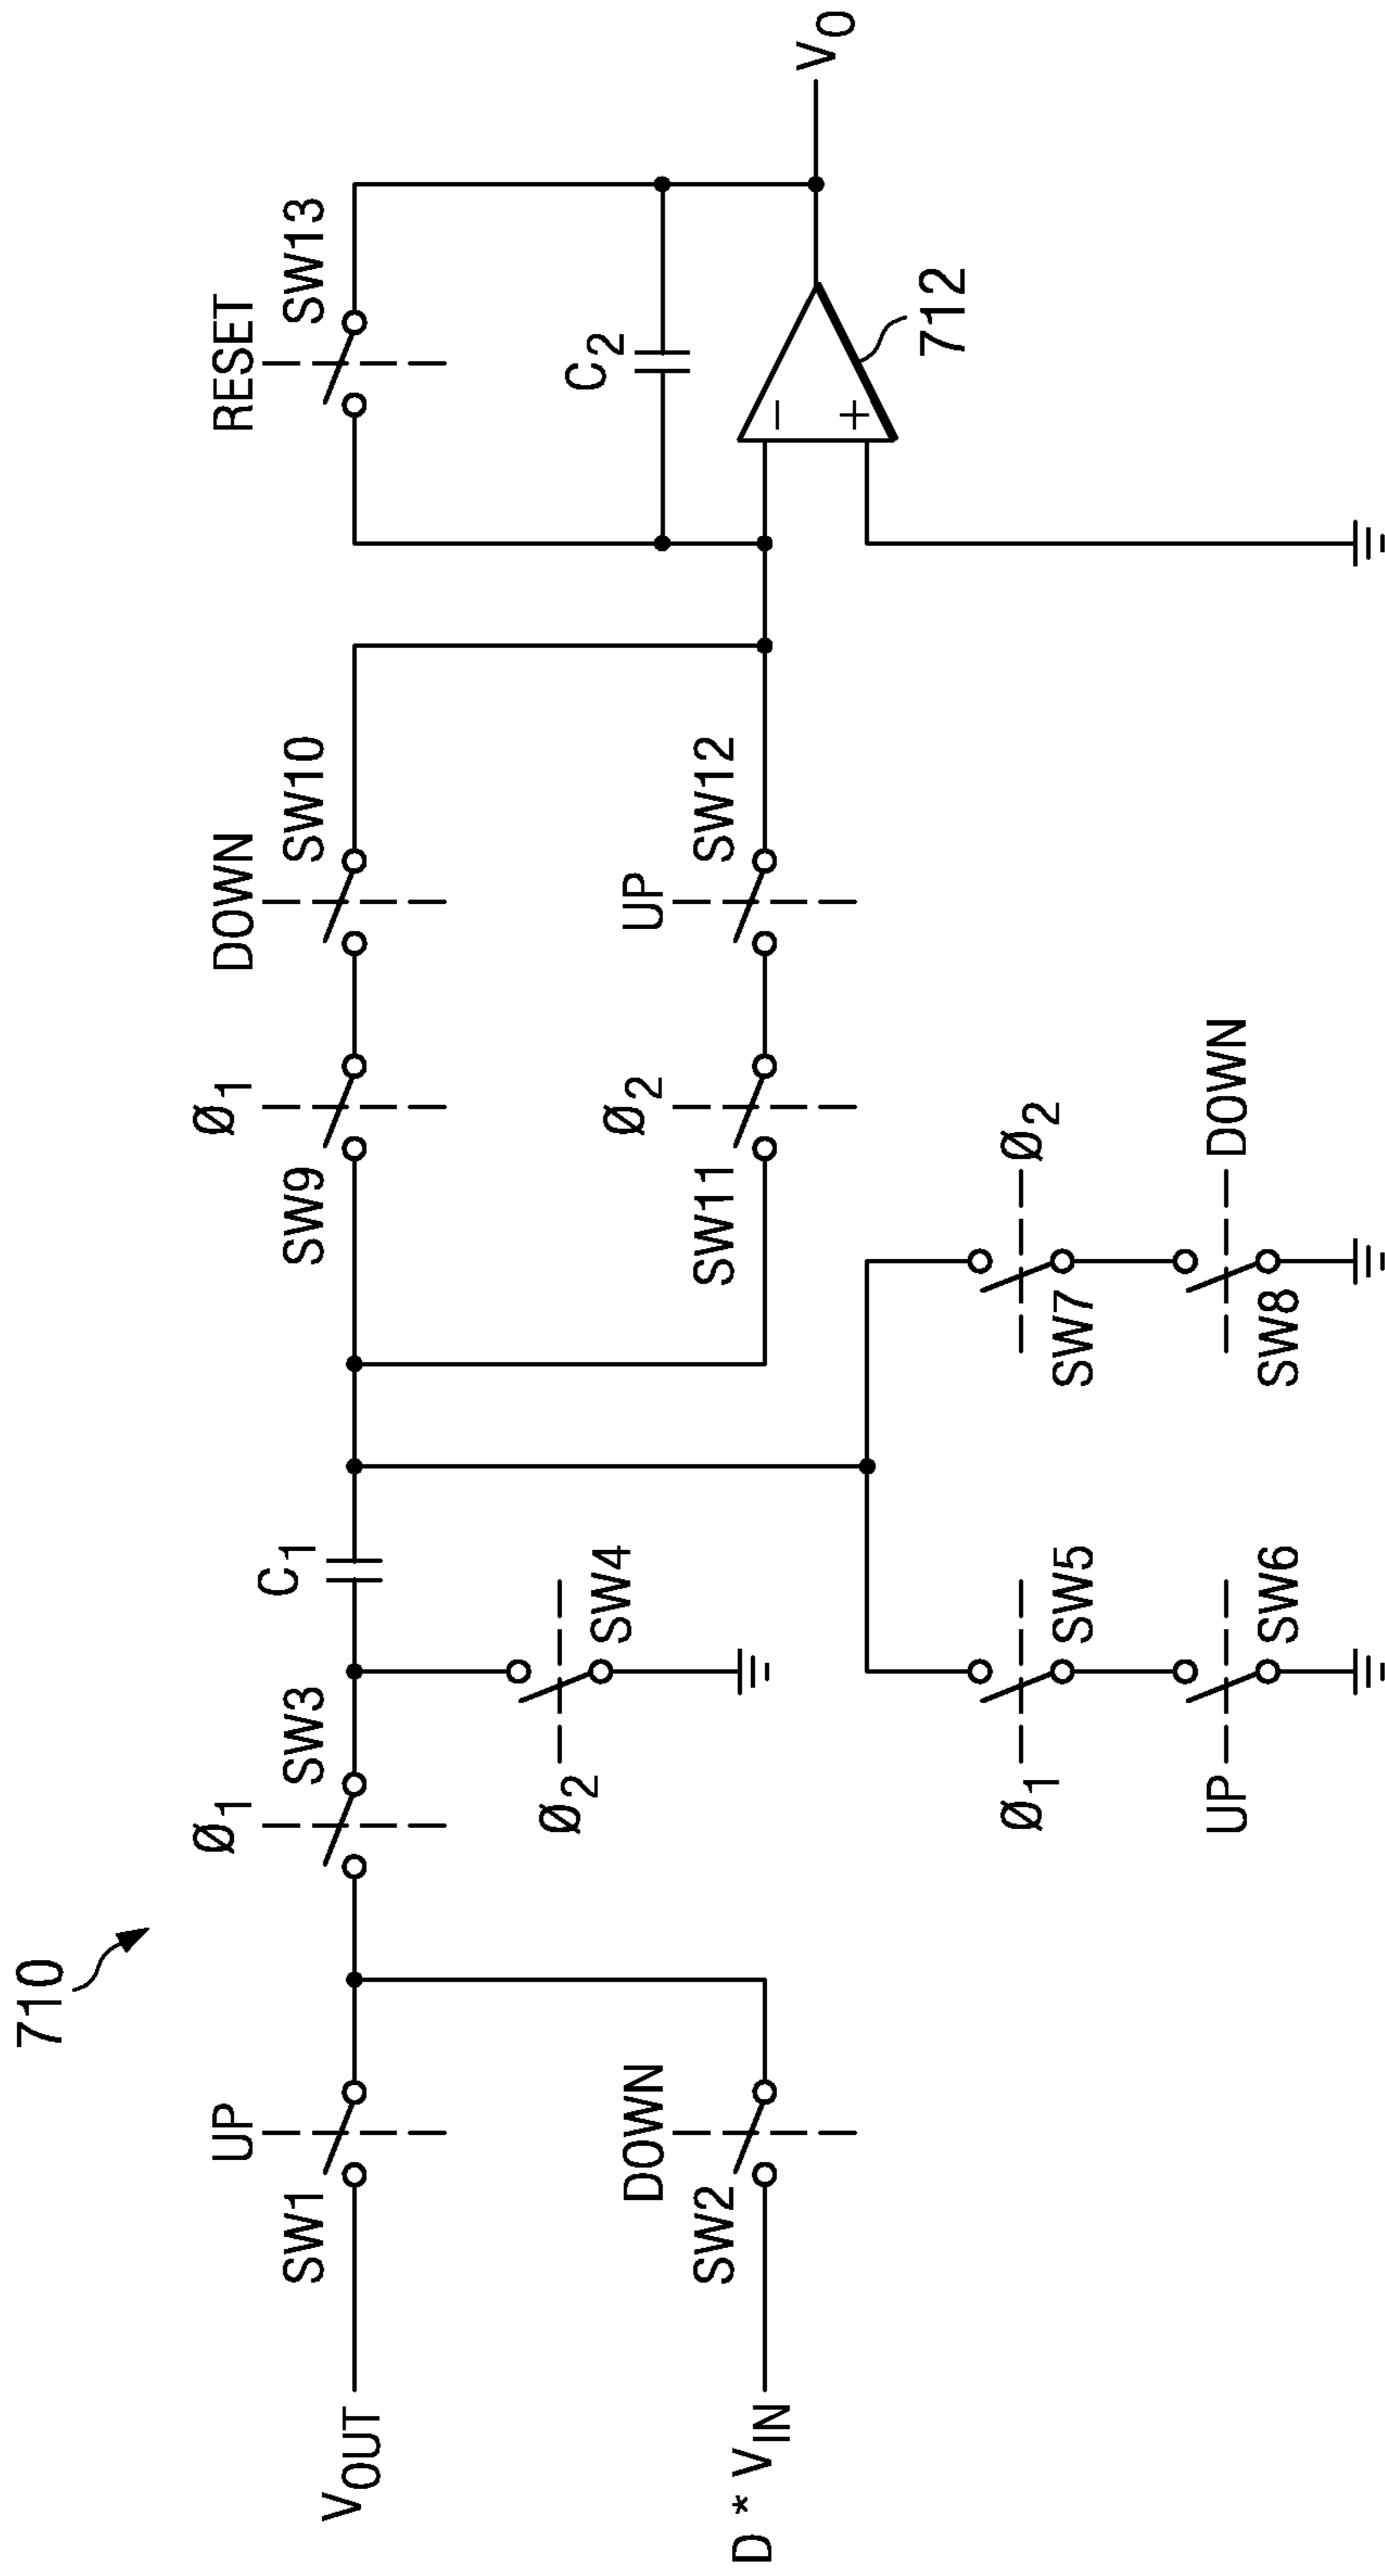 710
UP
SW1
V_OUT
DOWN
SW2
D * V_IN
Ø1
SW3
Ø2
SW4
C1
Ø1
SW5
UP
SW6
Ø2
SW7
DOWN
SW8
Ø1
SW9
DOWN
SW10
Ø2
SW11
UP
SW12
RESET
SW13
C2
−
+
712
V_O